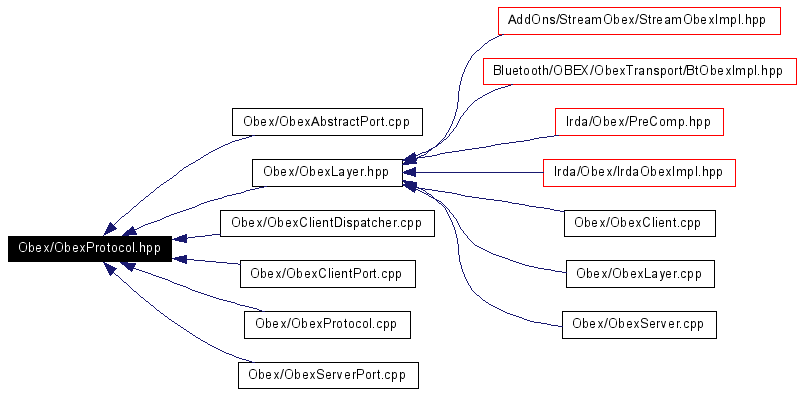 AddOns/StreamObex/StreamObexImpl.hpp
Bluetooth/OBEX/ObexTransport/BtObexImpl.hpp
Obex/ObexAbstractPort.cpp
Irda/Obex/PreComp.hpp
Obex/ObexLayer.hpp
Irda/Obex/IrdaObexImpl.hpp
Obex/ObexClientDispatcher.cpp
Obex/ObexClient.cpp
Obex/ObexProtocol.hpp
Obex/ObexClientPort.cpp
Obex/ObexLayer.cpp
Obex/ObexProtocol.cpp
Obex/ObexServer.cpp
Obex/ObexServerPort.cpp